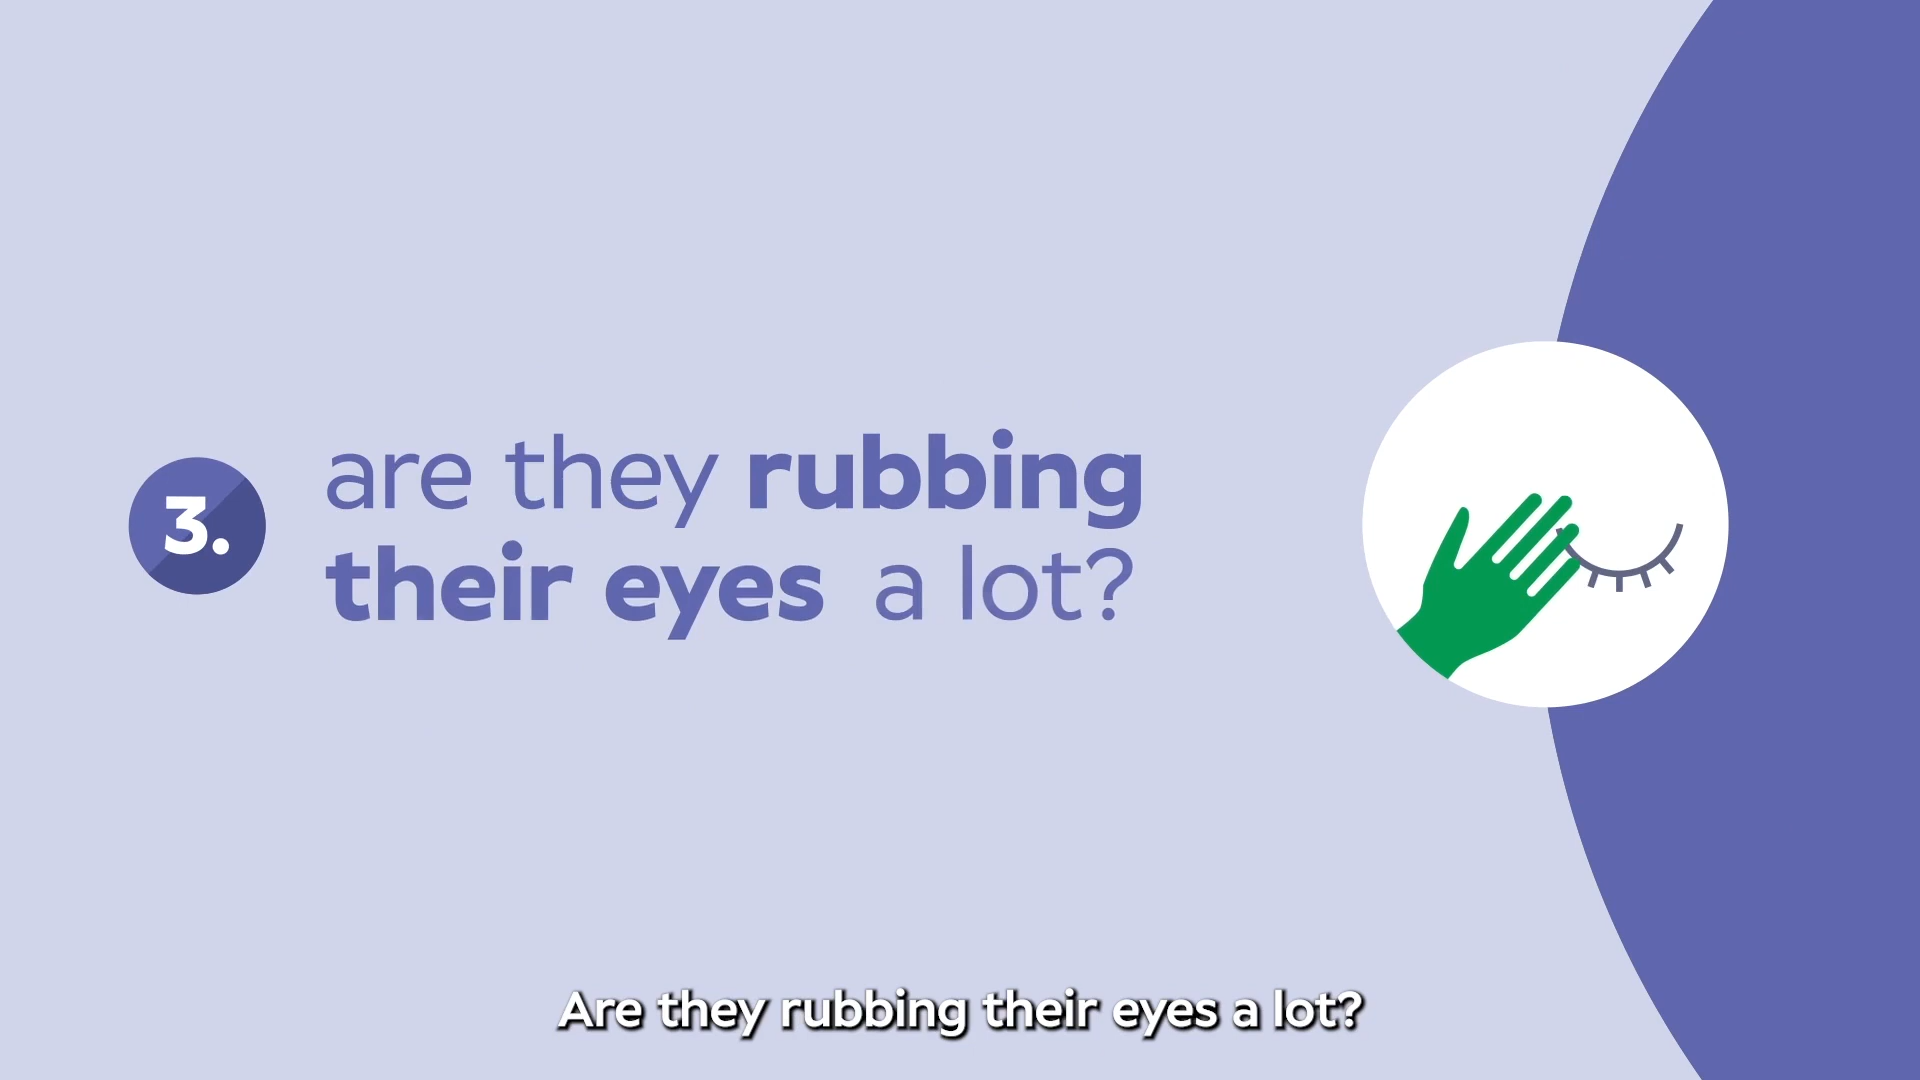 3.
are they rubbing
their eyes a lot?
Are they rubbing their eyes a lot?